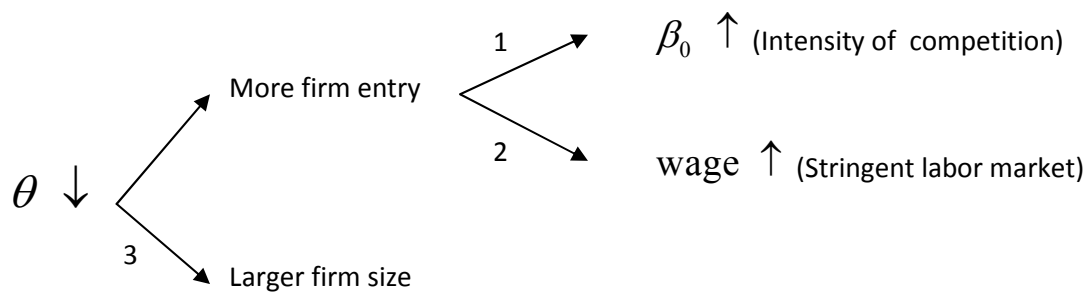 1
β₀ ↑ (Intensity of competition)
More firm entry
2
wage ↑ (Stringent labor market)
θ ↓
3
Larger firm size